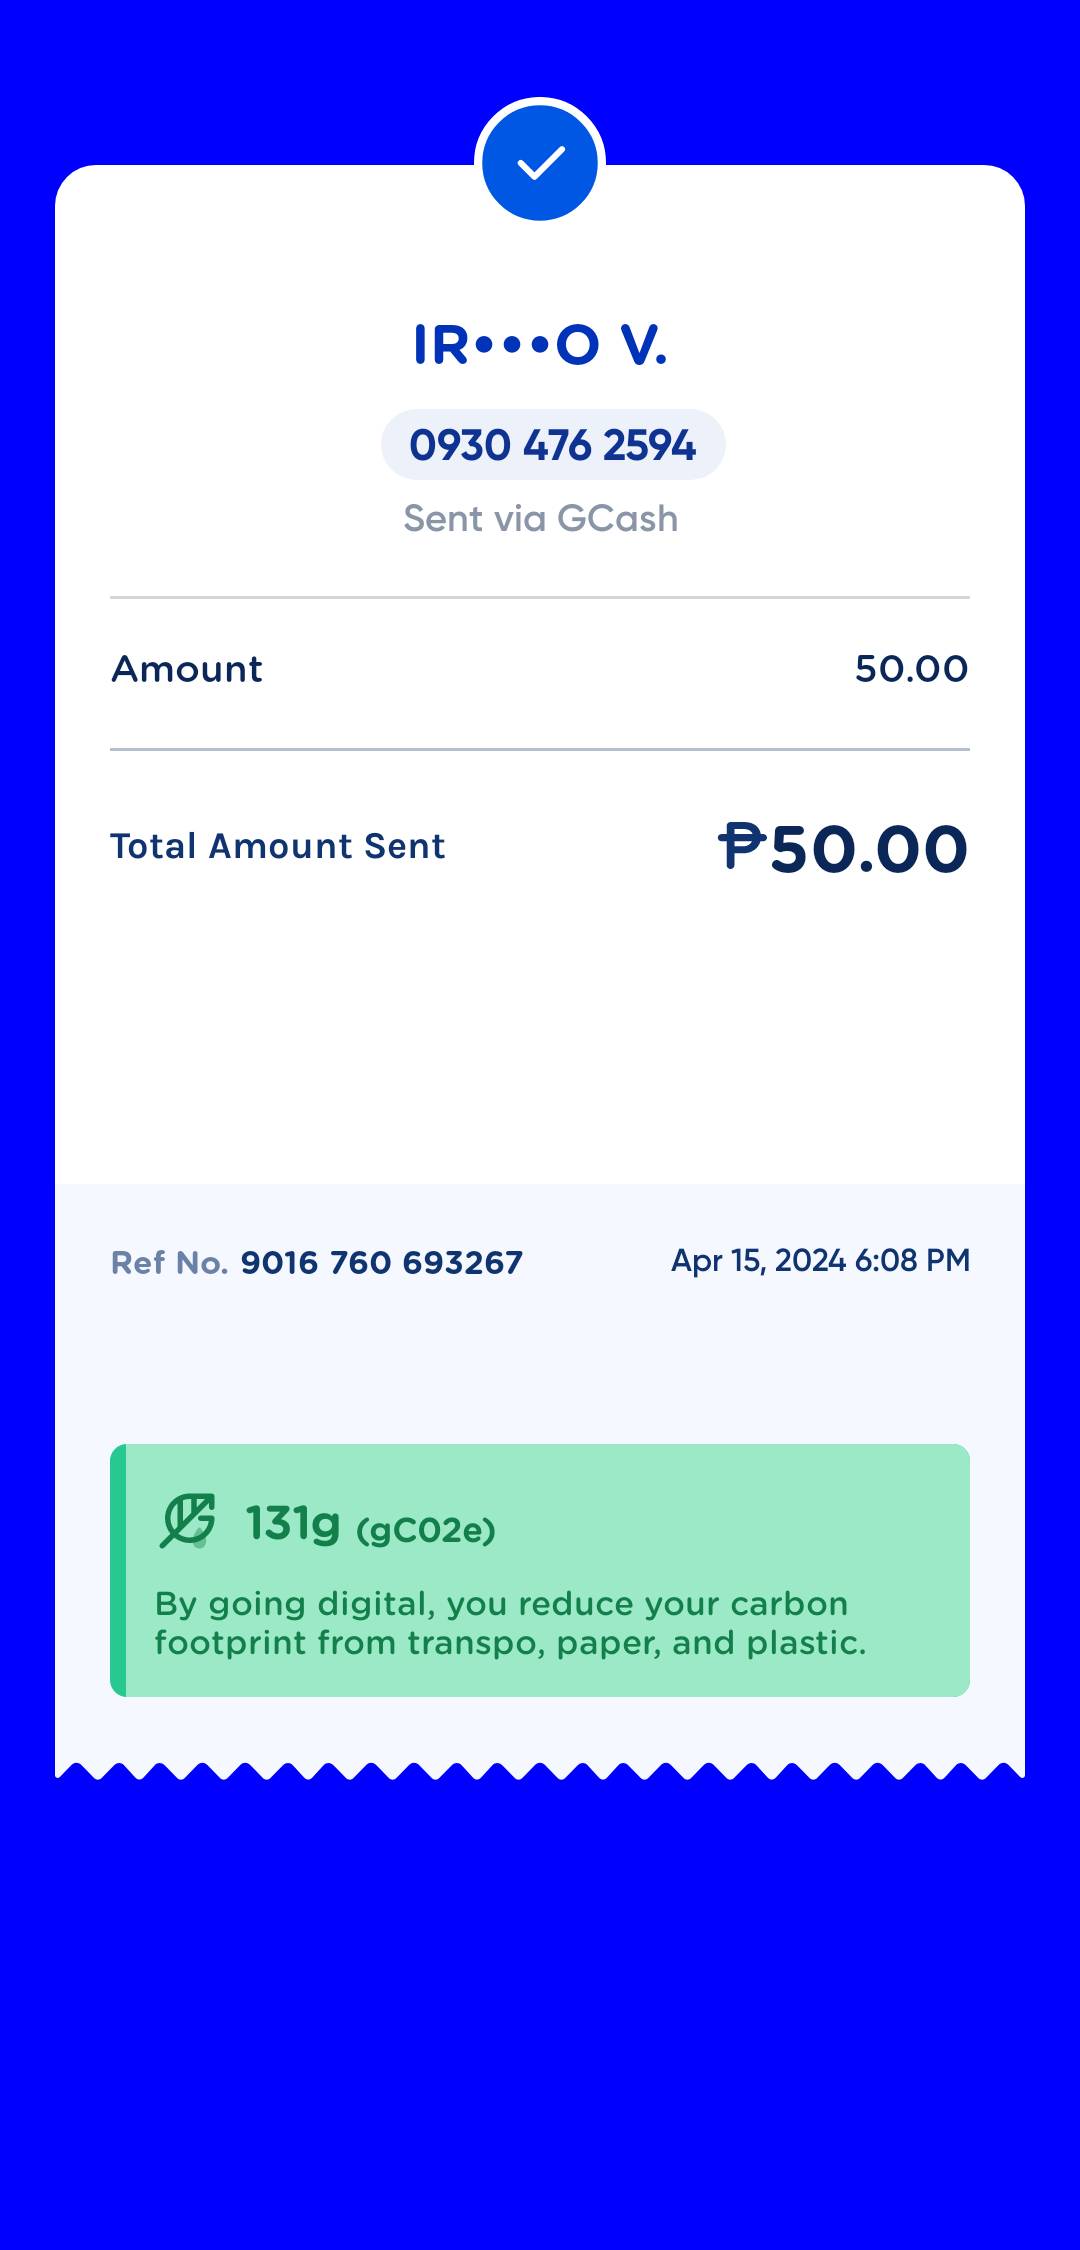 IR•••O V.
0930 476 2594
Sent via GCash
Amount 50.00
Total Amount Sent ₱50.00
Ref No. 9016 760 693267 Apr 15, 2024 6:08 PM
131g (gC02e)
By going digital, you reduce your carbon
footprint from transpo, paper, and plastic.